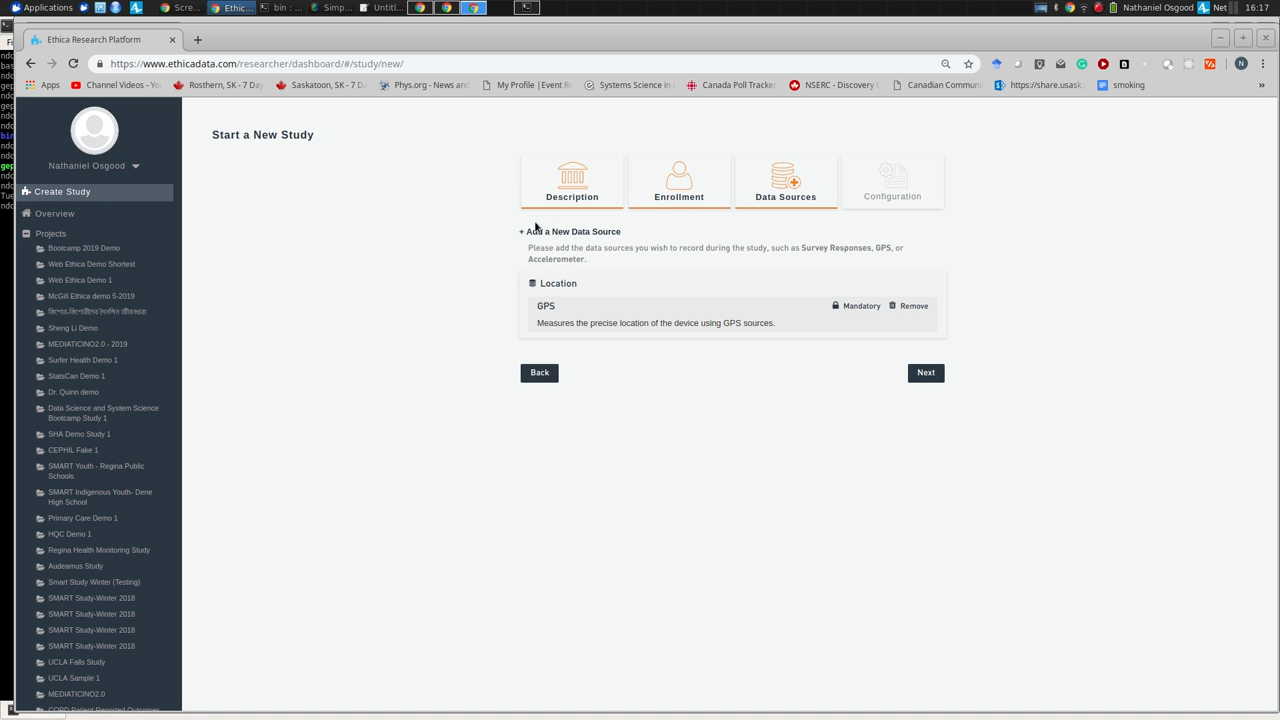 Applications
Scre...
Ethic...
bin : ...
Simp...
Untitl...
Nathaniel Osgood
Net
16:17
Ethica Research Platform
https://www.ethicadata.com/researcher/dashboard/#/study/new/
Apps
Channel Videos - Yo
Rosthern, SK - 7 Day
Saskatoon, SK - 7 D
Phys.org - News and
My Profile | Event R
Systems Science in
Canada Poll Tracker
NSERC - Discovery
Canadian Commun
https://share.usask
smoking
»
Nathaniel Osgood
Create Study
Overview
Projects
Bootcamp 2019 Demo
Web Ethica Demo Shortest
Web Ethica Demo 1
McGill Ethica demo 5-2019
Sheng Li Demo
MEDIATICINO2.0 - 2019
Surfer Health Demo 1
StatsCan Demo 1
Dr. Quinn demo
Data Science and System Science
Bootcamp Study 1
SHA Demo Study 1
CEPHIL Fake 1
SMART Youth - Regina Public
Schools
SMART Indigenous Youth- Dene
High School
Primary Care Demo 1
HQC Demo 1
Regina Health Monitoring Study
Audeamus Study
Smart Study Winter (Testing)
SMART Study-Winter 2018
SMART Study-Winter 2018
SMART Study-Winter 2018
SMART Study-Winter 2018
UCLA Falls Study
UCLA Sample 1
MEDIATICINO2.0
COPD Patient Reported Outcomes
Start a New Study
Description
Enrollment
Data Sources
Configuration
+ Add a New Data Source
Please add the data sources you wish to record during the study, such as Survey Responses, GPS, or
Accelerometer.
Location
GPS
Mandatory
Remove
Measures the precise location of the device using GPS sources.
Back
Next